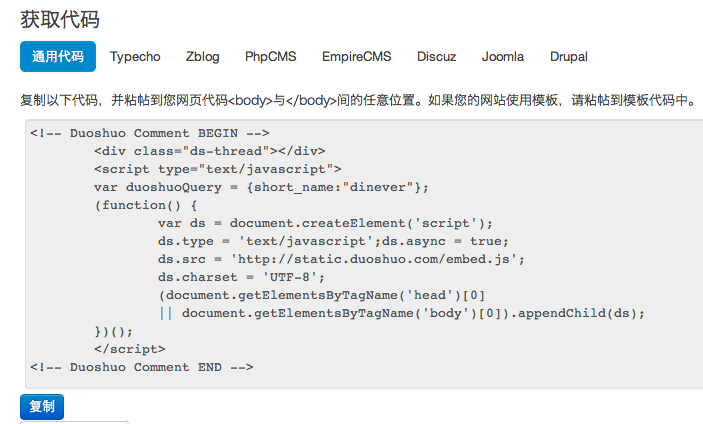 获取代码
通用代码 Typecho Zblog PhpCMS EmpireCMS Discuz Joomla Drupal
复制以下代码，并粘帖到您网页代码<body>与</body>间的任意位置。如果您的网站使用模板，请粘帖到模板代码中。
<!-- Duoshuo Comment BEGIN -->
<div class="ds-thread"></div>
<script type="text/javascript">
var duoshuoQuery = {short_name:"dinever"};
(function() {
var ds = document.createElement('script');
ds.type = 'text/javascript';ds.async = true;
ds.src = 'http://static.duoshuo.com/embed.js';
ds.charset = 'UTF-8';
(document.getElementsByTagName('head')[0]
|| document.getElementsByTagName('body')[0]).appendChild(ds);
})();
</script>
<!-- Duoshuo Comment END -->
复制